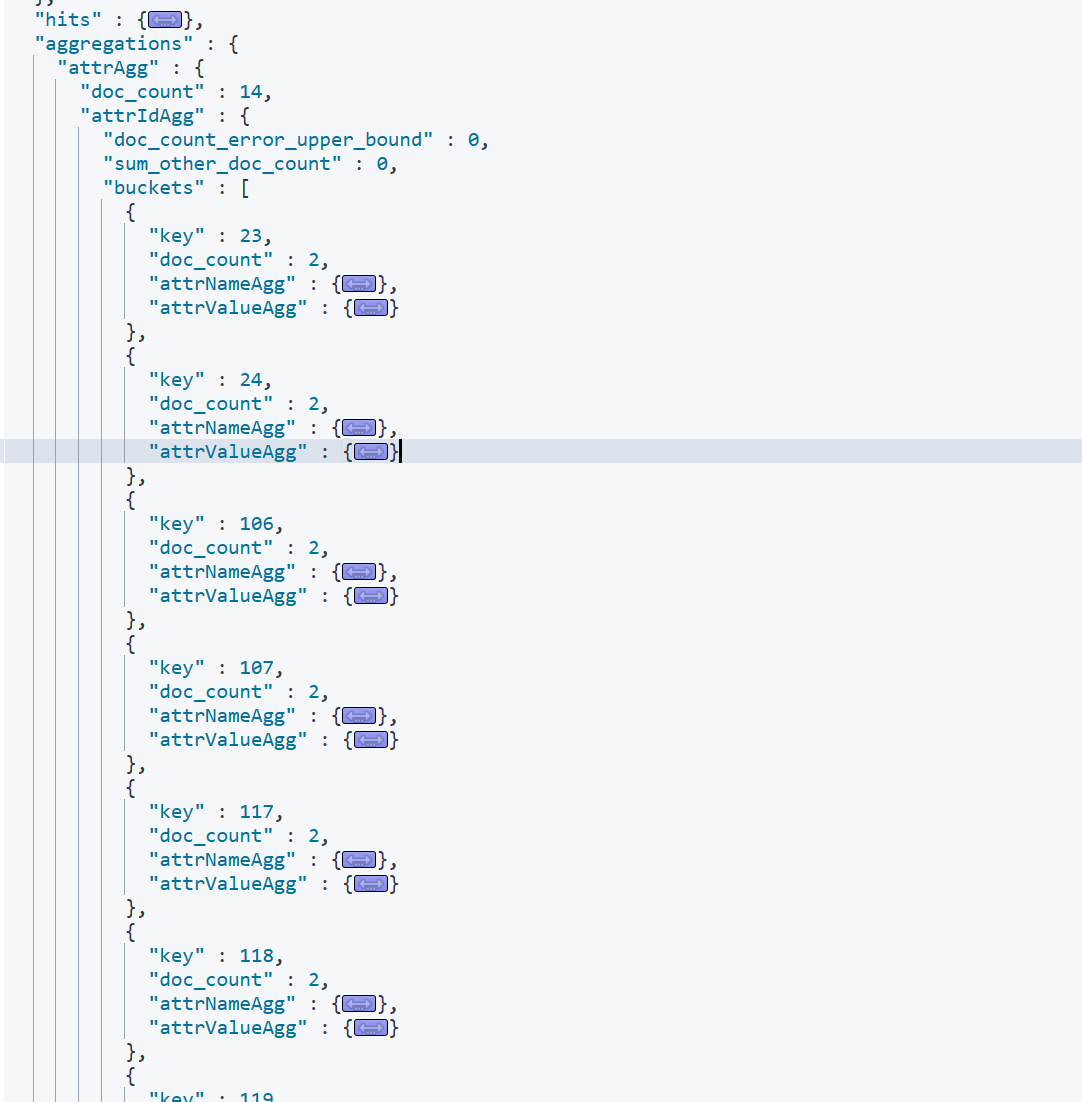 },
"hits" : {},
"aggregations" : {
"attrAgg" : {
"doc_count" : 14,
"attrIdAgg" : {
"doc_count_error_upper_bound" : 0,
"sum_other_doc_count" : 0,
"buckets" : [
{
"key" : 23,
"doc_count" : 2,
"attrNameAgg" : {},
"attrValueAgg" : {}
},
{
"key" : 24,
"doc_count" : 2,
"attrNameAgg" : {},
"attrValueAgg" : {}
},
{
"key" : 106,
"doc_count" : 2,
"attrNameAgg" : {},
"attrValueAgg" : {}
},
{
"key" : 107,
"doc_count" : 2,
"attrNameAgg" : {},
"attrValueAgg" : {}
},
{
"key" : 117,
"doc_count" : 2,
"attrNameAgg" : {},
"attrValueAgg" : {}
},
{
"key" : 118,
"doc_count" : 2,
"attrNameAgg" : {},
"attrValueAgg" : {}
},
{
"key" : 119